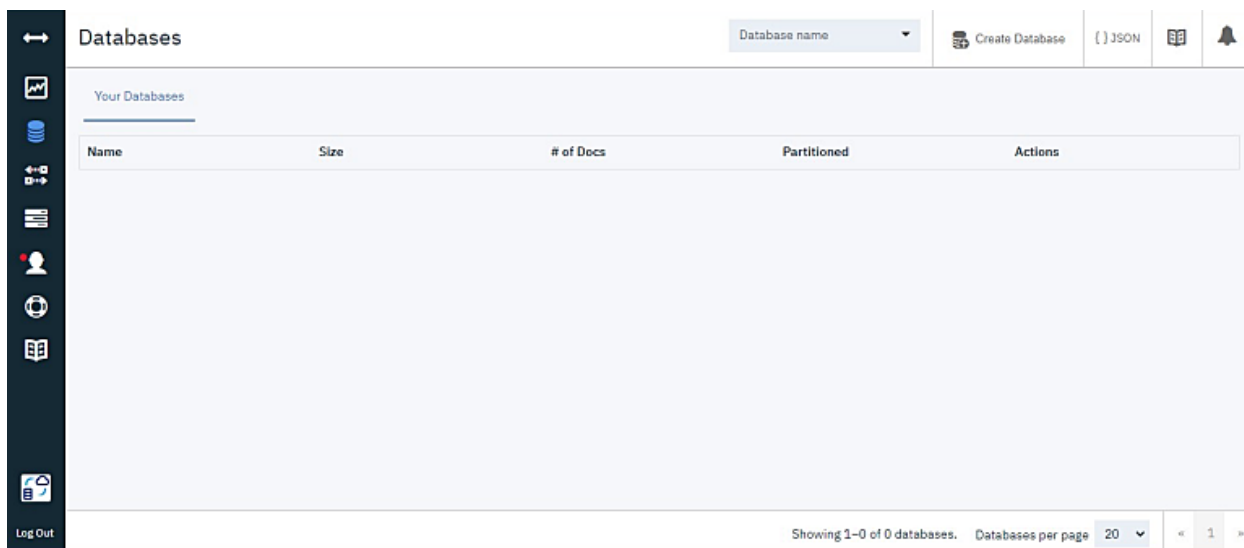 Databases
Database name
Create Database
{ } JSON
Your Databases
Name Size # of Docs Partitioned Actions
Log Out
Showing 1–0 of 0 databases. Databases per page 20 « 1 »